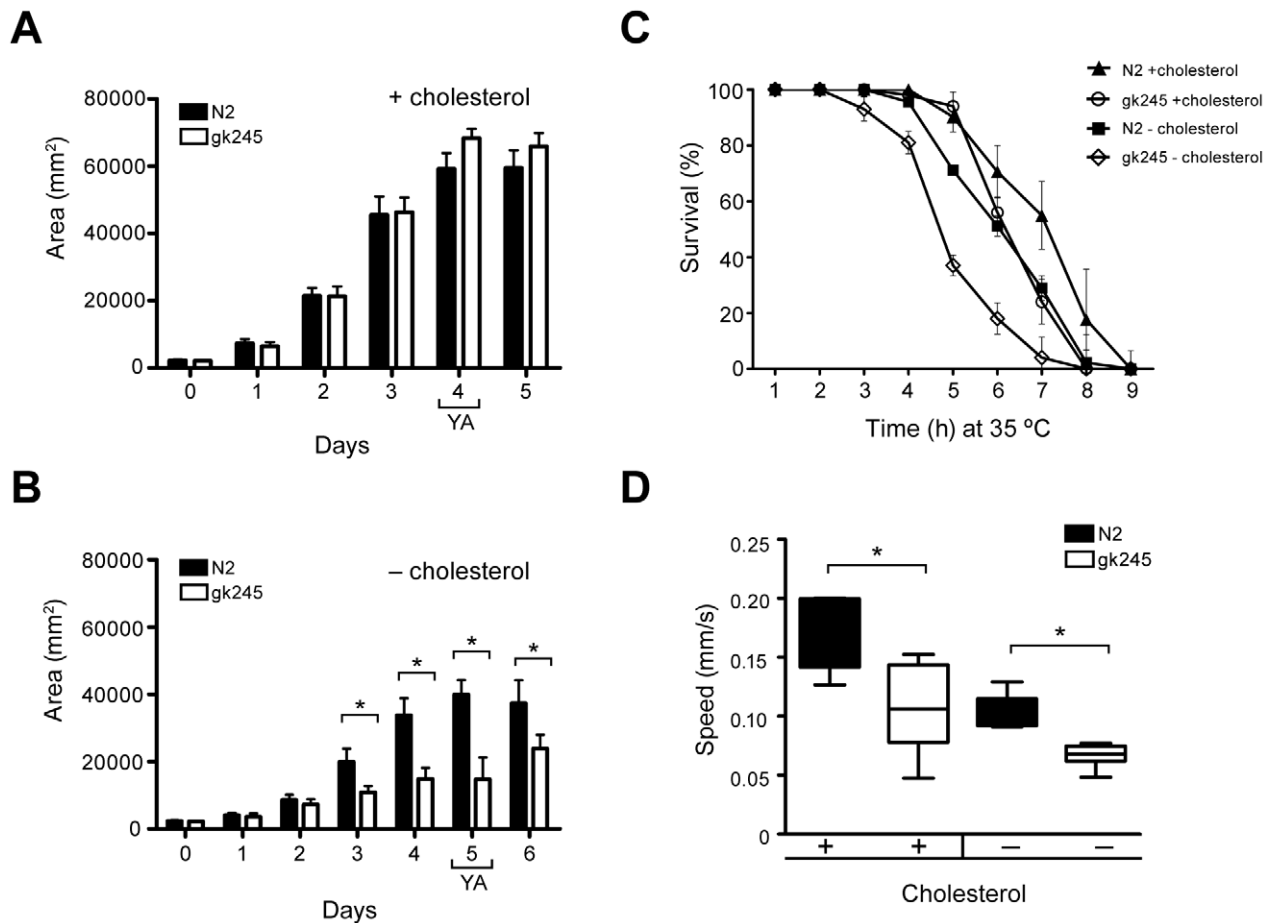 A
+ cholesterol
N2
gk245
Area (mm²)
80000
60000
40000
20000
0
0 1 2 3 4 5
YA
Days
B
– cholesterol
N2
gk245
Area (mm²)
80000
60000
40000
20000
0
* * * *
0 1 2 3 4 5 6
YA
Days
C
N2 +cholesterol
gk245 +cholesterol
N2 - cholesterol
gk245 - cholesterol
Survival (%)
100
80
60
40
20
0
1 2 3 4 5 6 7 8 9
Time (h) at 35 ºC
D
N2
gk245
Speed (mm/s)
0.25
0.20
0.15
0.10
0.05
0
* *
+ + – –
Cholesterol